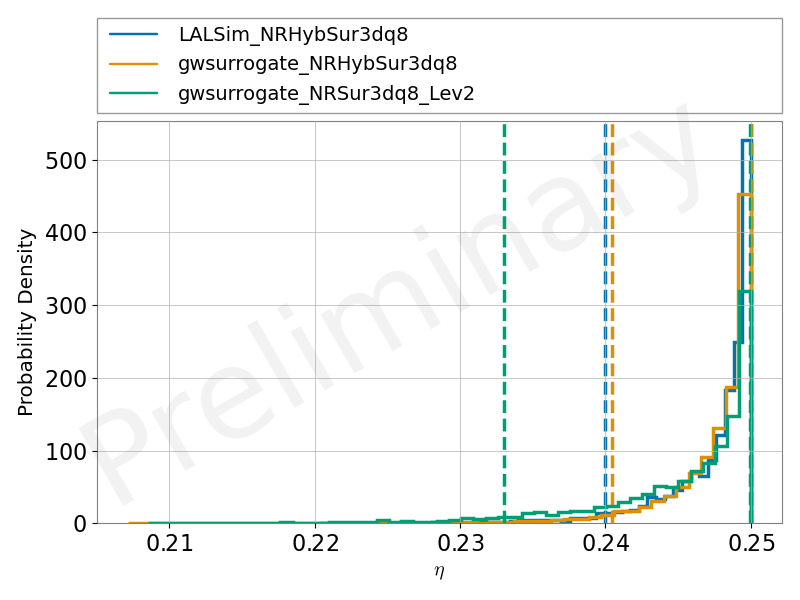 LALSim_NRHybSur3dq8
gwsurrogate_NRHybSur3dq8
gwsurrogate_NRSur3dq8_Lev2
Preliminary
Probability Density
500
400
300
200
100
0
0.21 0.22 0.23 0.24 0.25
η